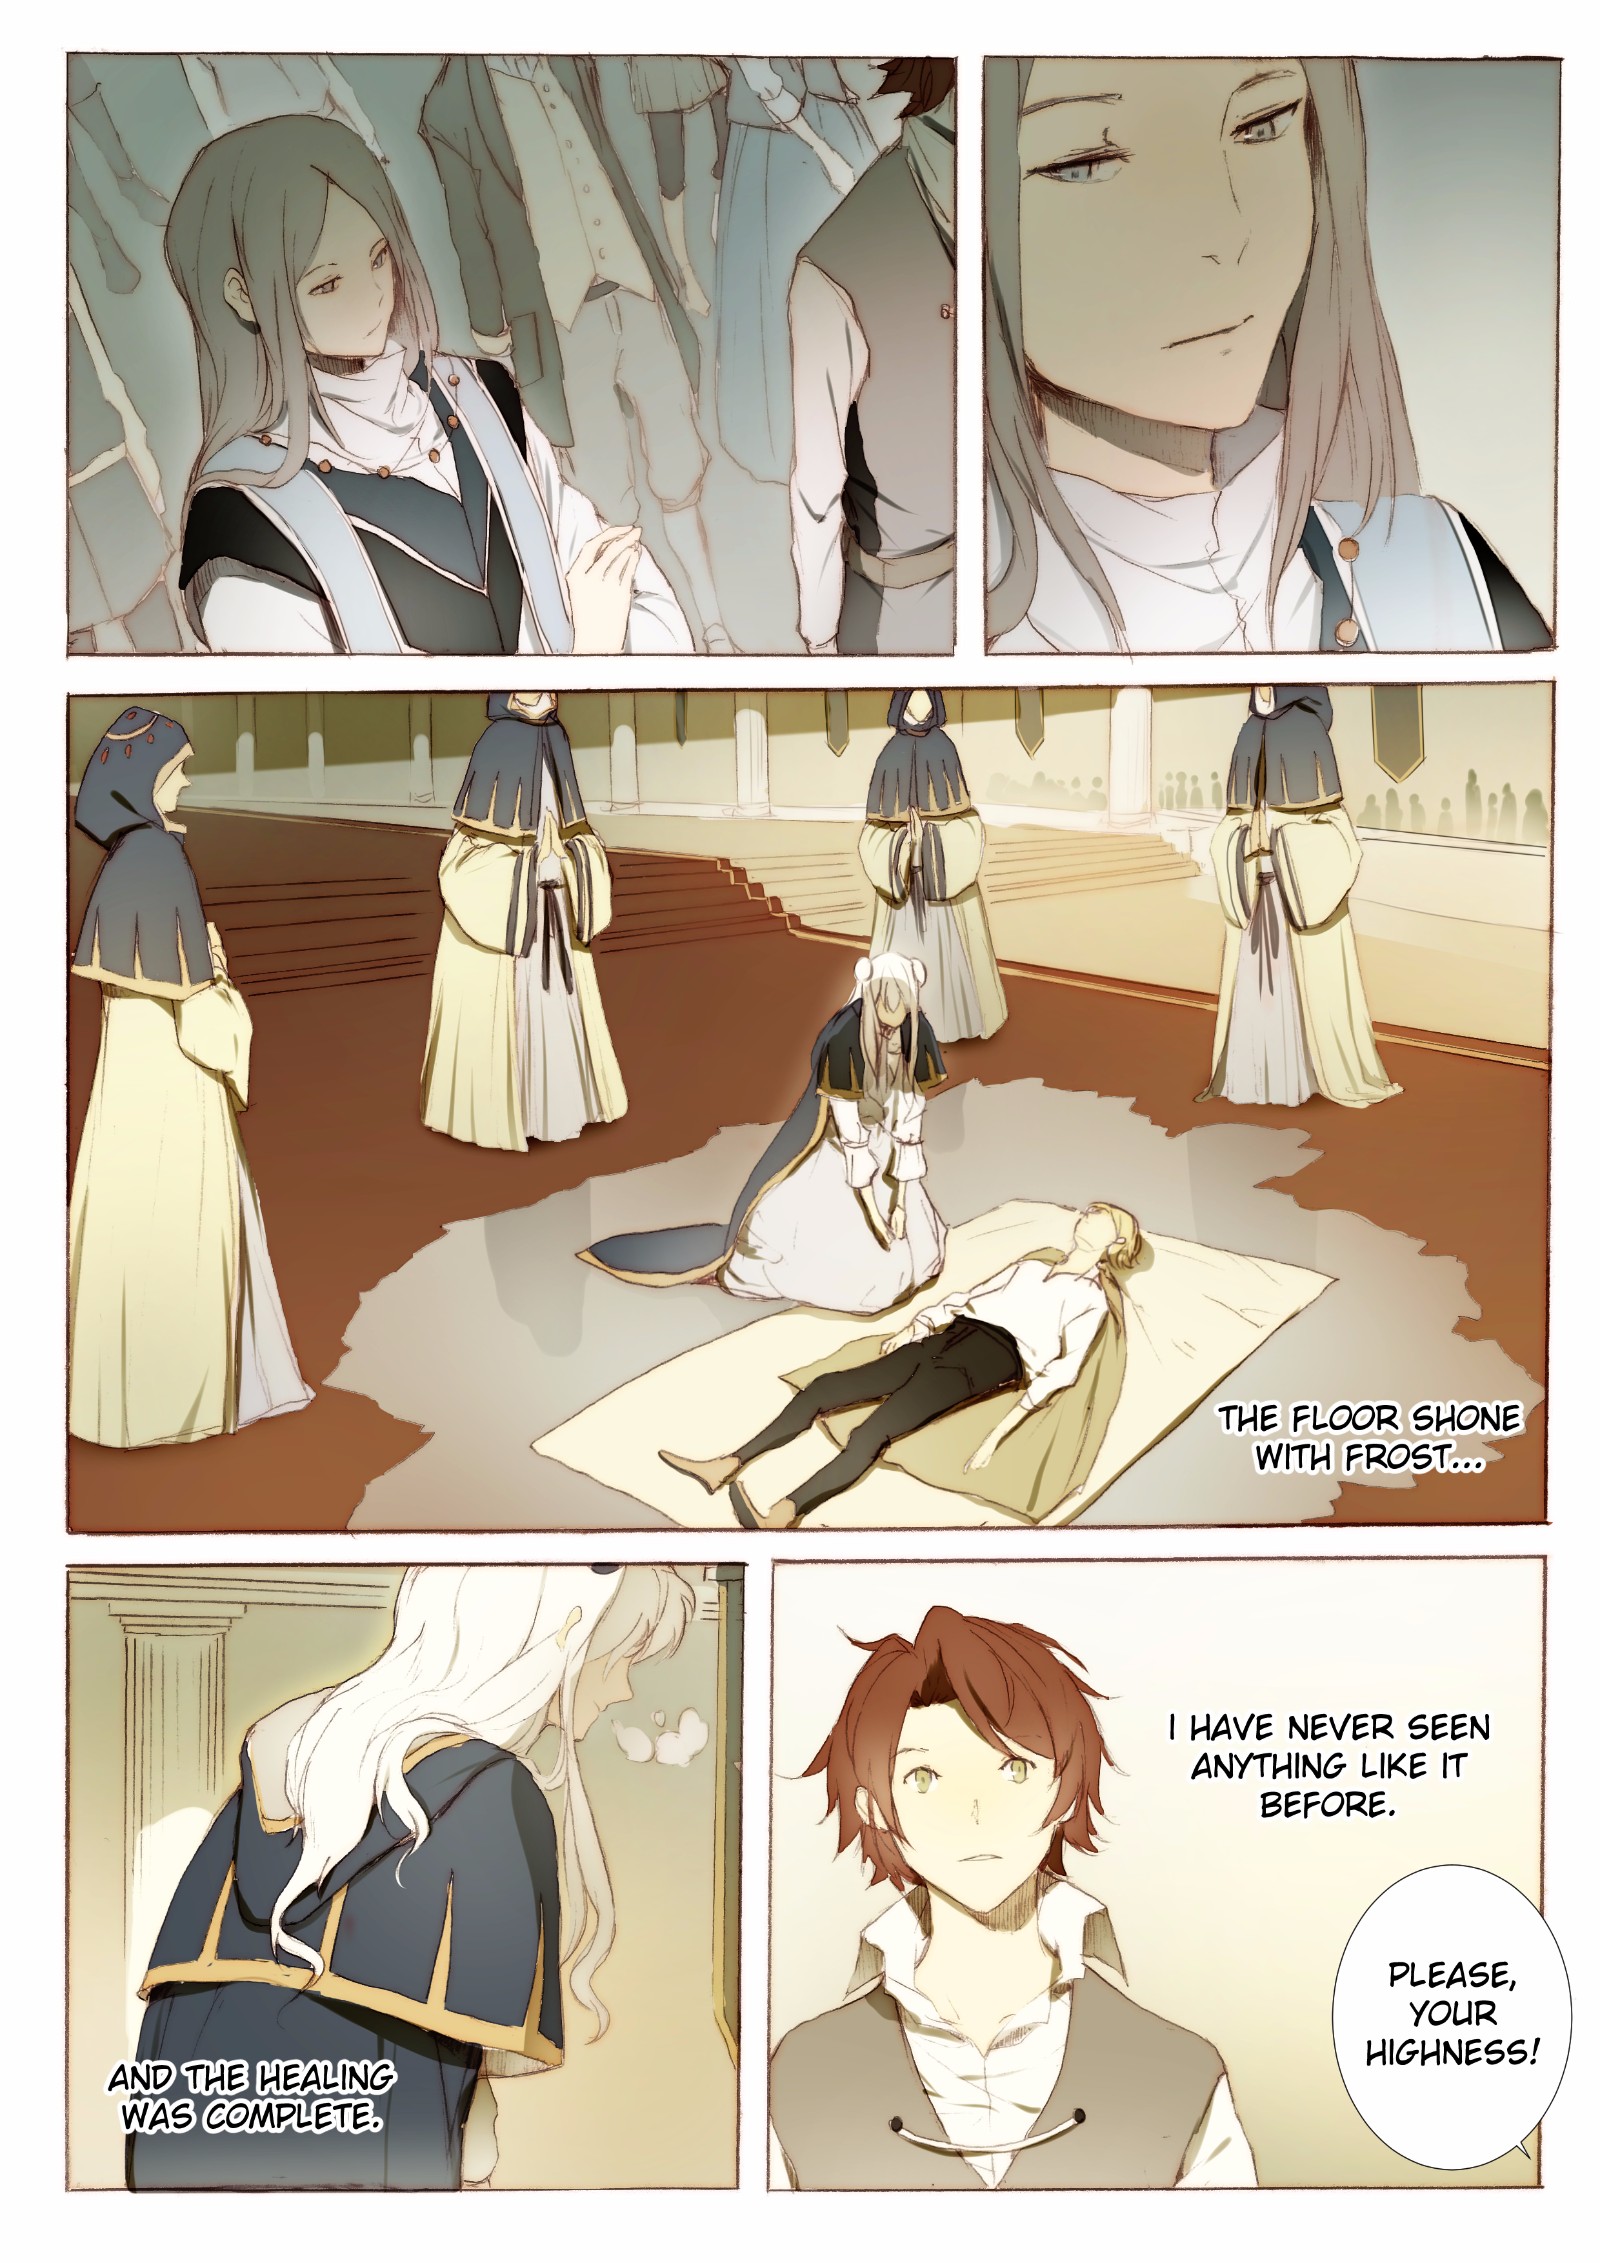 THE FLOOR SHONE
WITH FROST...
AND THE HEALING
WAS COMPLETE.
I HAVE NEVER SEEN
ANYTHING LIKE IT
BEFORE.
PLEASE,
YOUR
HIGHNESS!